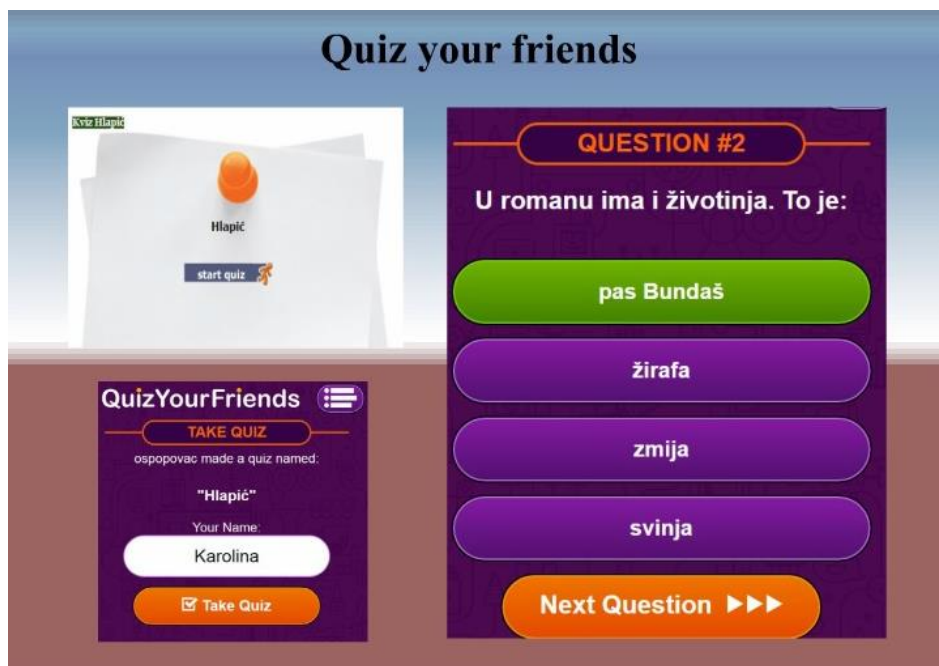 Quiz your friends
Kviz Hlapić
Hlapić
start quiz
QuizYourFriends
TAKE QUIZ
ospopovac made a quiz named:
"Hlapić"
Your Name:
Karolina
Take Quiz
QUESTION #2
U romanu ima i životinja. To je:
pas Bundaš
žirafa
zmija
svinja
Next Question